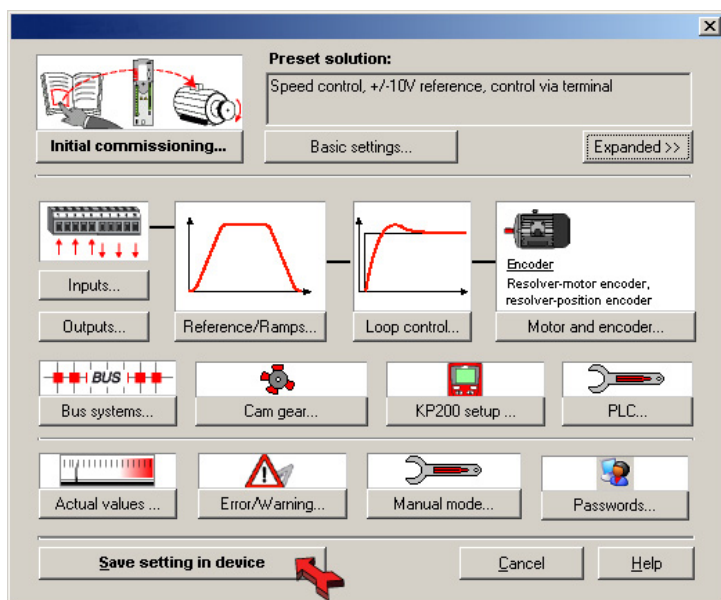 Preset solution:
Speed control, +/-10V reference, control via terminal
Initial commissioning...
Basic settings...
Expanded >>
Inputs...
Outputs...
Reference/Ramps...
Loop control...
Encoder
Resolver-motor encoder,
resolver-position encoder
Motor and encoder...
BUS
Bus systems...
Cam gear...
KP200 setup ...
PLC...
Actual values ...
Error/Warning...
Manual mode...
Passwords...
Save setting in device
Cancel
Help